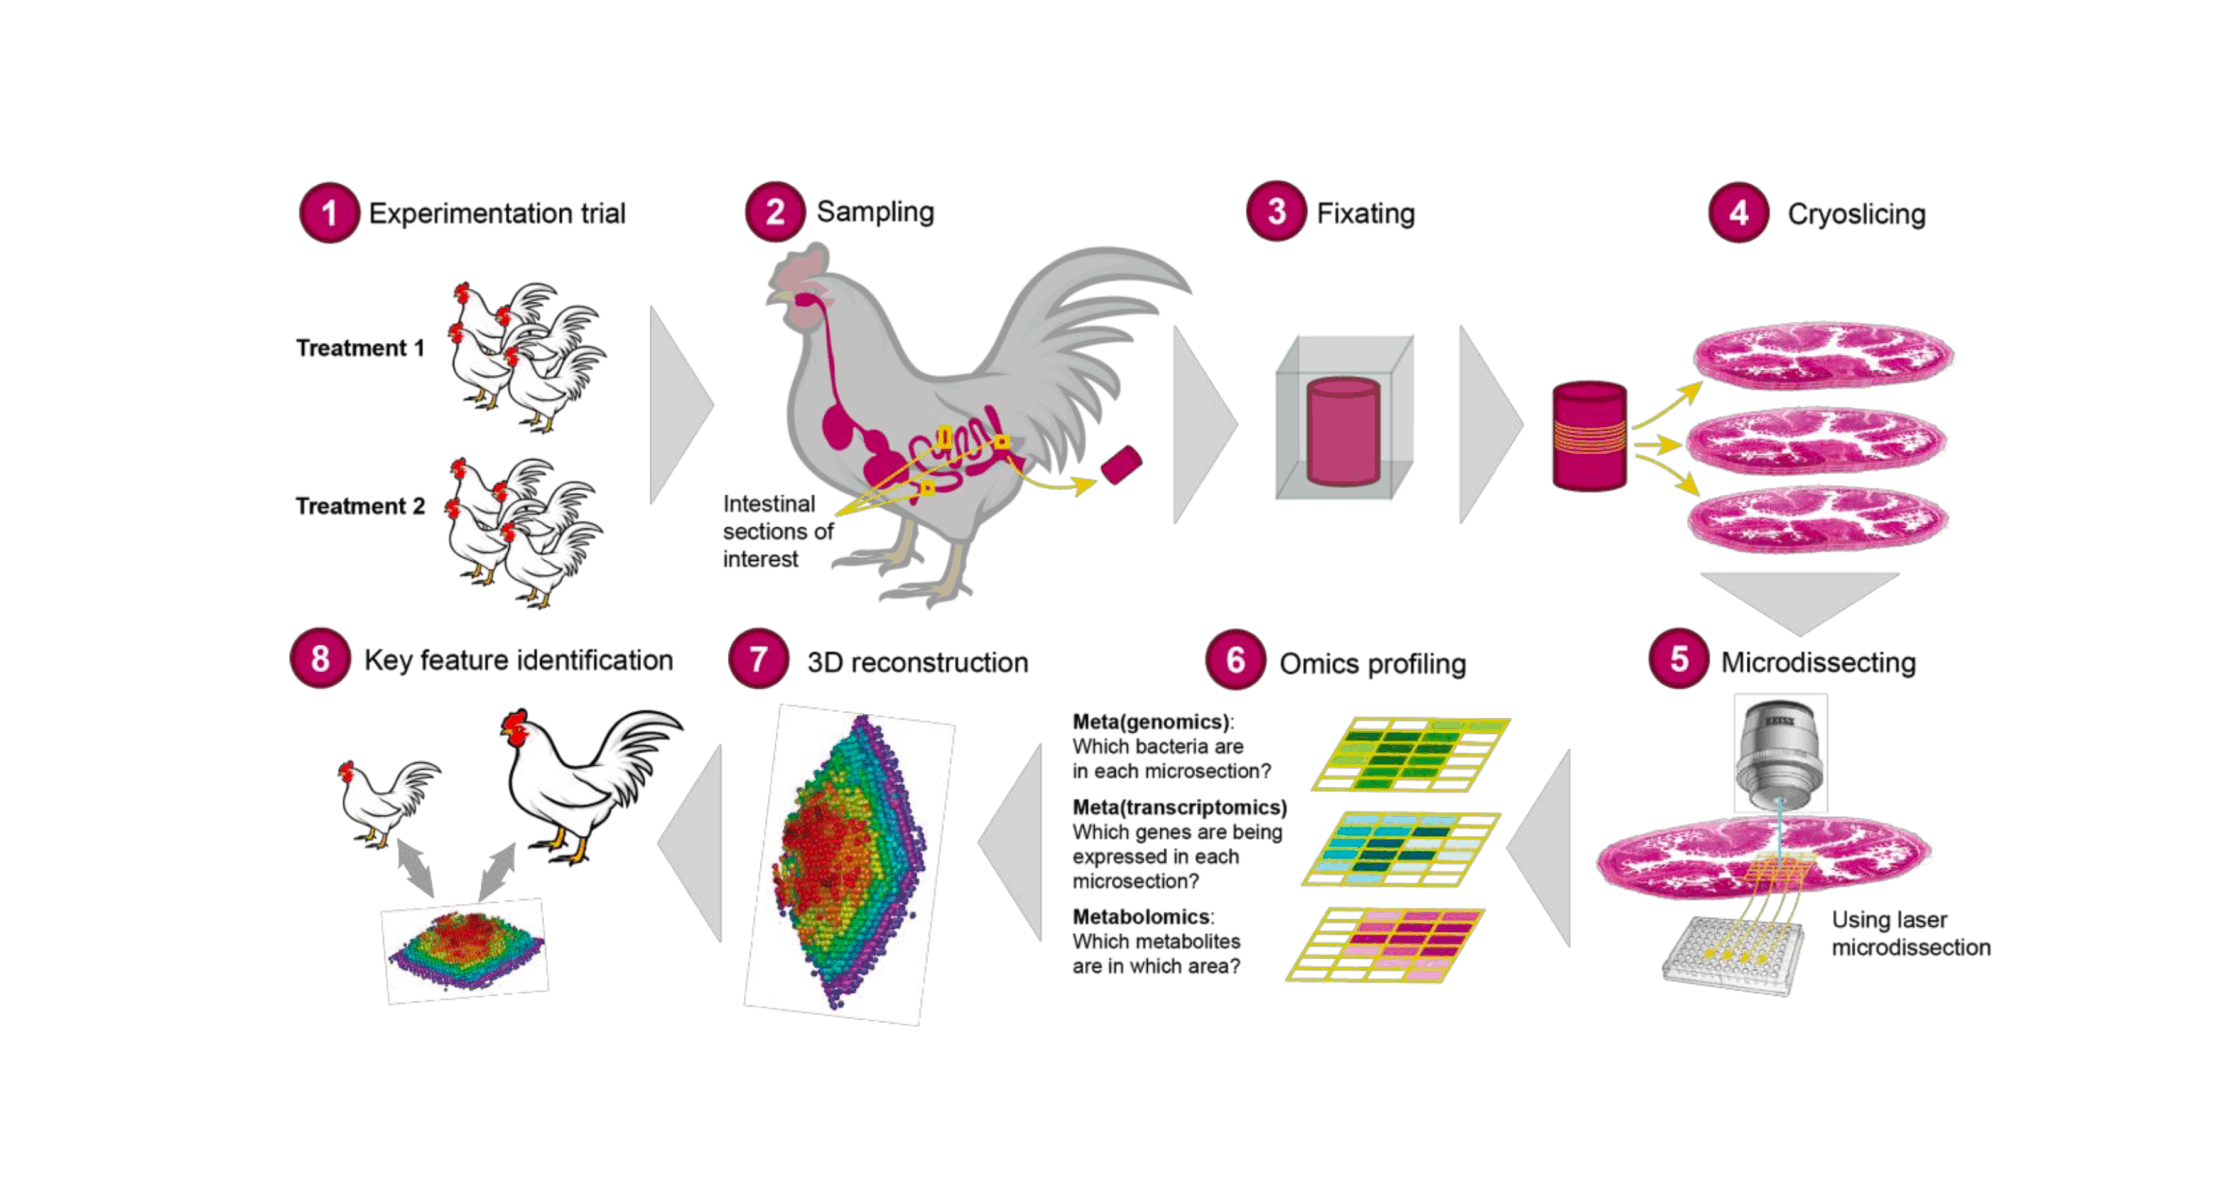 1 Experimentation trial
Treatment 1
Treatment 2
2 Sampling
Intestinal
sections of
interest
3 Fixating
4 Cryoslicing
5 Microdissecting
ZEISS
Using laser
microdissection
6 Omics profiling
Meta(genomics):
Which bacteria are
in each microsection?
Meta(transcriptomics)
Which genes are being
expressed in each
microsection?
Metabolomics:
Which metabolites
are in which area?
7 3D reconstruction
8 Key feature identification